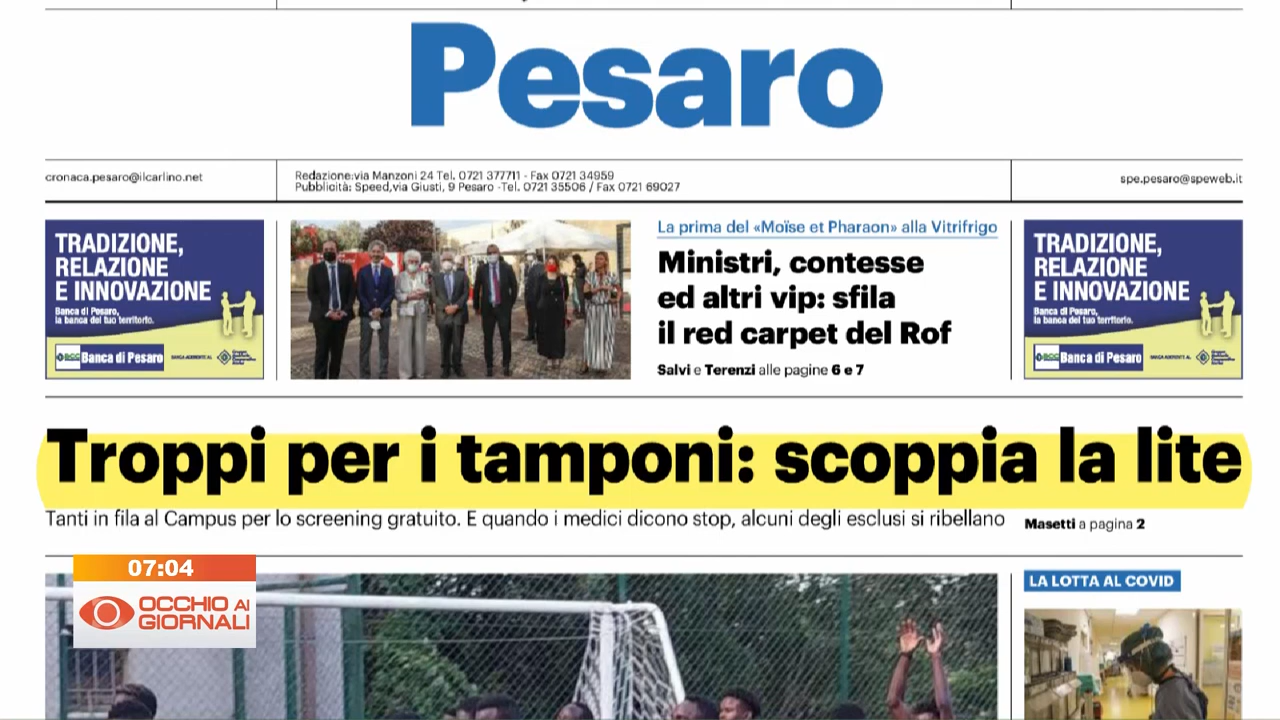 Pesaro
cronaca.pesaro@ilcarlino.net
Redazione:via Manzoni 24 Tel. 0721 377711 - Fax 0721 34959
Pubblicità: Speed,via Giusti, 9 Pesaro -Tel. 0721 35506 / Fax 0721 69027
spe.pesaro@speweb.it
TRADIZIONE,
RELAZIONE
E INNOVAZIONE
Banca di Pesaro,
la banca del tuo territorio.
BCC Banca di Pesaro
La prima del «Moïse et Pharaon» alla Vitrifrigo
Ministri, contesse
ed altri vip: sfila
il red carpet del Rof
Salvi e Terenzi alle pagine 6 e 7
TRADIZIONE,
RELAZIONE
E INNOVAZIONE
Banca di Pesaro,
la banca del tuo territorio.
BCC Banca di Pesaro
Troppi per i tamponi: scoppia la lite
Tanti in fila al Campus per lo screening gratuito. E quando i medici dicono stop, alcuni degli esclusi si ribellano
Masetti a pagina 2
07:04
OCCHIO AI
GIORNALI
LA LOTTA AL COVID